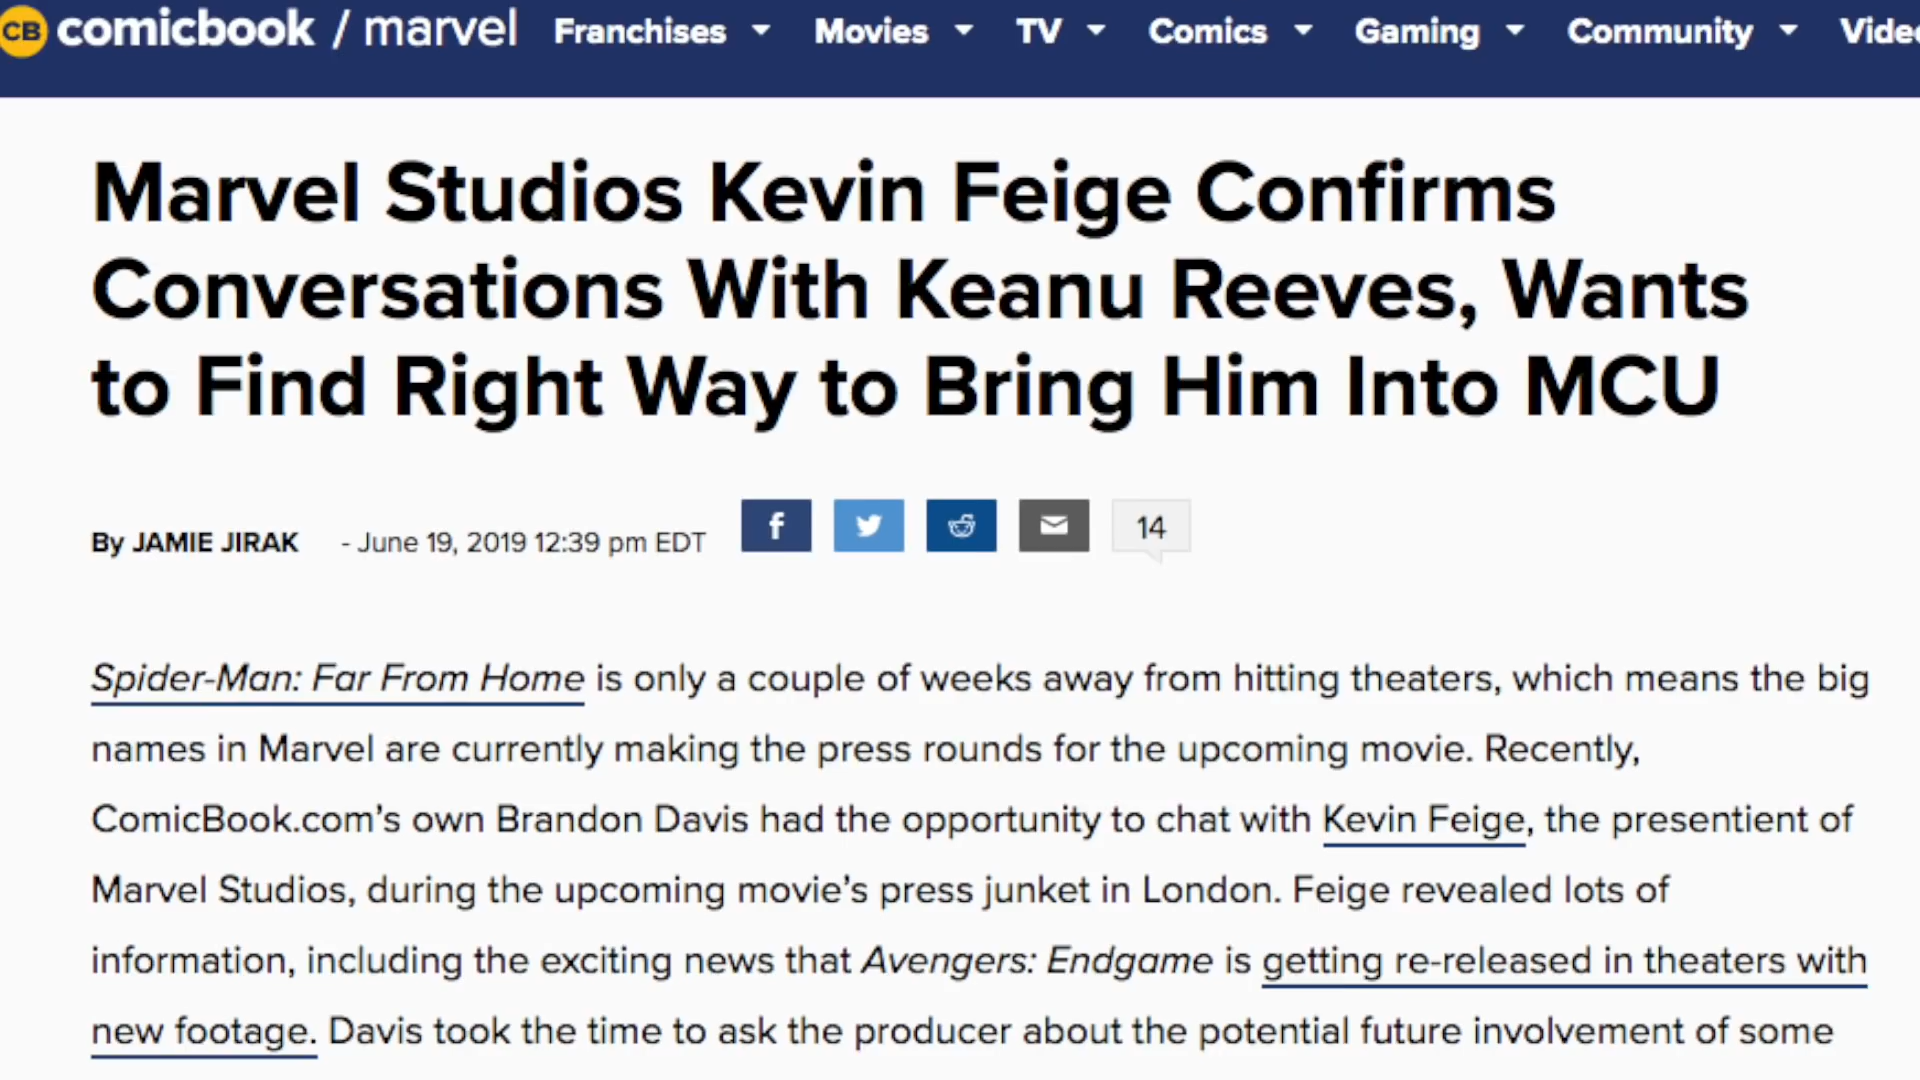 CB comicbook / marvel Franchises Movies TV Comics Gaming Community Vide
Marvel Studios Kevin Feige Confirms
Conversations With Keanu Reeves, Wants
to Find Right Way to Bring Him Into MCU
By JAMIE JIRAK - June 19, 2019 12:39 pm EDT f 14
Spider-Man: Far From Home is only a couple of weeks away from hitting theaters, which means the big
names in Marvel are currently making the press rounds for the upcoming movie. Recently,
ComicBook.com's own Brandon Davis had the opportunity to chat with Kevin Feige, the presentient of
Marvel Studios, during the upcoming movie's press junket in London. Feige revealed lots of
information, including the exciting news that Avengers: Endgame is getting re-released in theaters with
new footage. Davis took the time to ask the producer about the potential future involvement of some